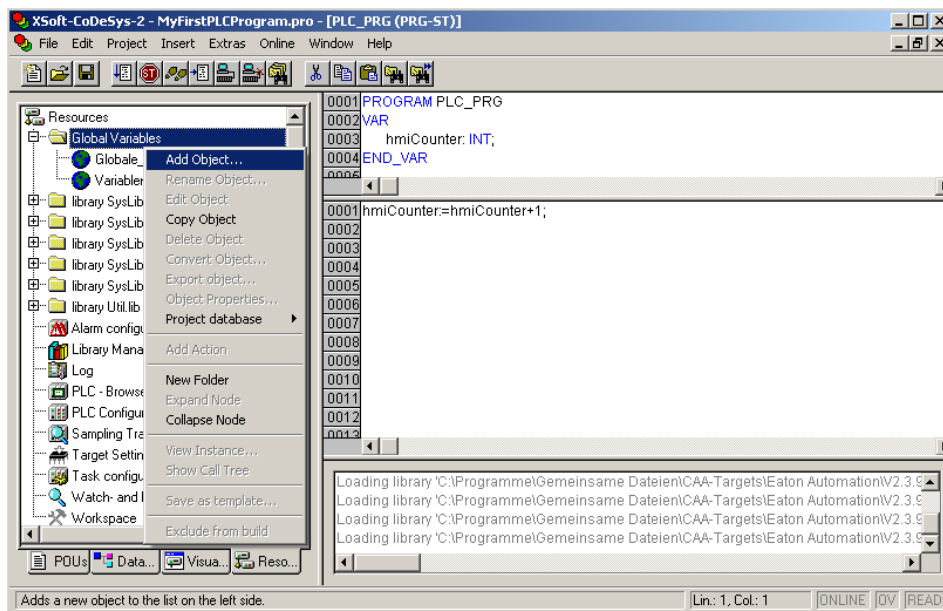 XSoft-CoDeSys-2 - MyFirstPLCProgram.pro - [PLC_PRG (PRG-ST)]
File Edit Project Insert Extras Online Window Help
Resources
Global Variables
Globale_
Variablen
library SysLib
library SysLib
library SysLib
library SysLib
library SysLib
library Util.lib
Alarm configu
Library Mana
Log
PLC - Browse
PLC Configur
Sampling Tra
Target Settin
Task configu
Watch- and
Workspace
Add Object...
Rename Object...
Edit Object
Copy Object
Delete Object
Convert Object...
Export object...
Object Properties...
Project database
Add Action
New Folder
Expand Node
Collapse Node
View Instance...
Show Call Tree
Save as template...
Exclude from build
POUs Data... Visua... Reso...
0001 PROGRAM PLC_PRG
0002 VAR
0003 hmiCounter: INT;
0004 END_VAR
0005
0001 hmiCounter:=hmiCounter+1;
0002
0003
0004
0005
0006
0007
0008
0009
0010
0011
0012
0013
Loading library 'C:\Programme\Gemeinsame Dateien\CAA-Targets\Eaton Automation\V2.3.9
Loading library 'C:\Programme\Gemeinsame Dateien\CAA-Targets\Eaton Automation\V2.3.9
Loading library 'C:\Programme\Gemeinsame Dateien\CAA-Targets\Eaton Automation\V2.3.9
Loading library 'C:\Programme\Gemeinsame Dateien\CAA-Targets\Eaton Automation\V2.3.9
Adds a new object to the list on the left side.
Lin.: 1, Col.: 1 ONLINE OV READ